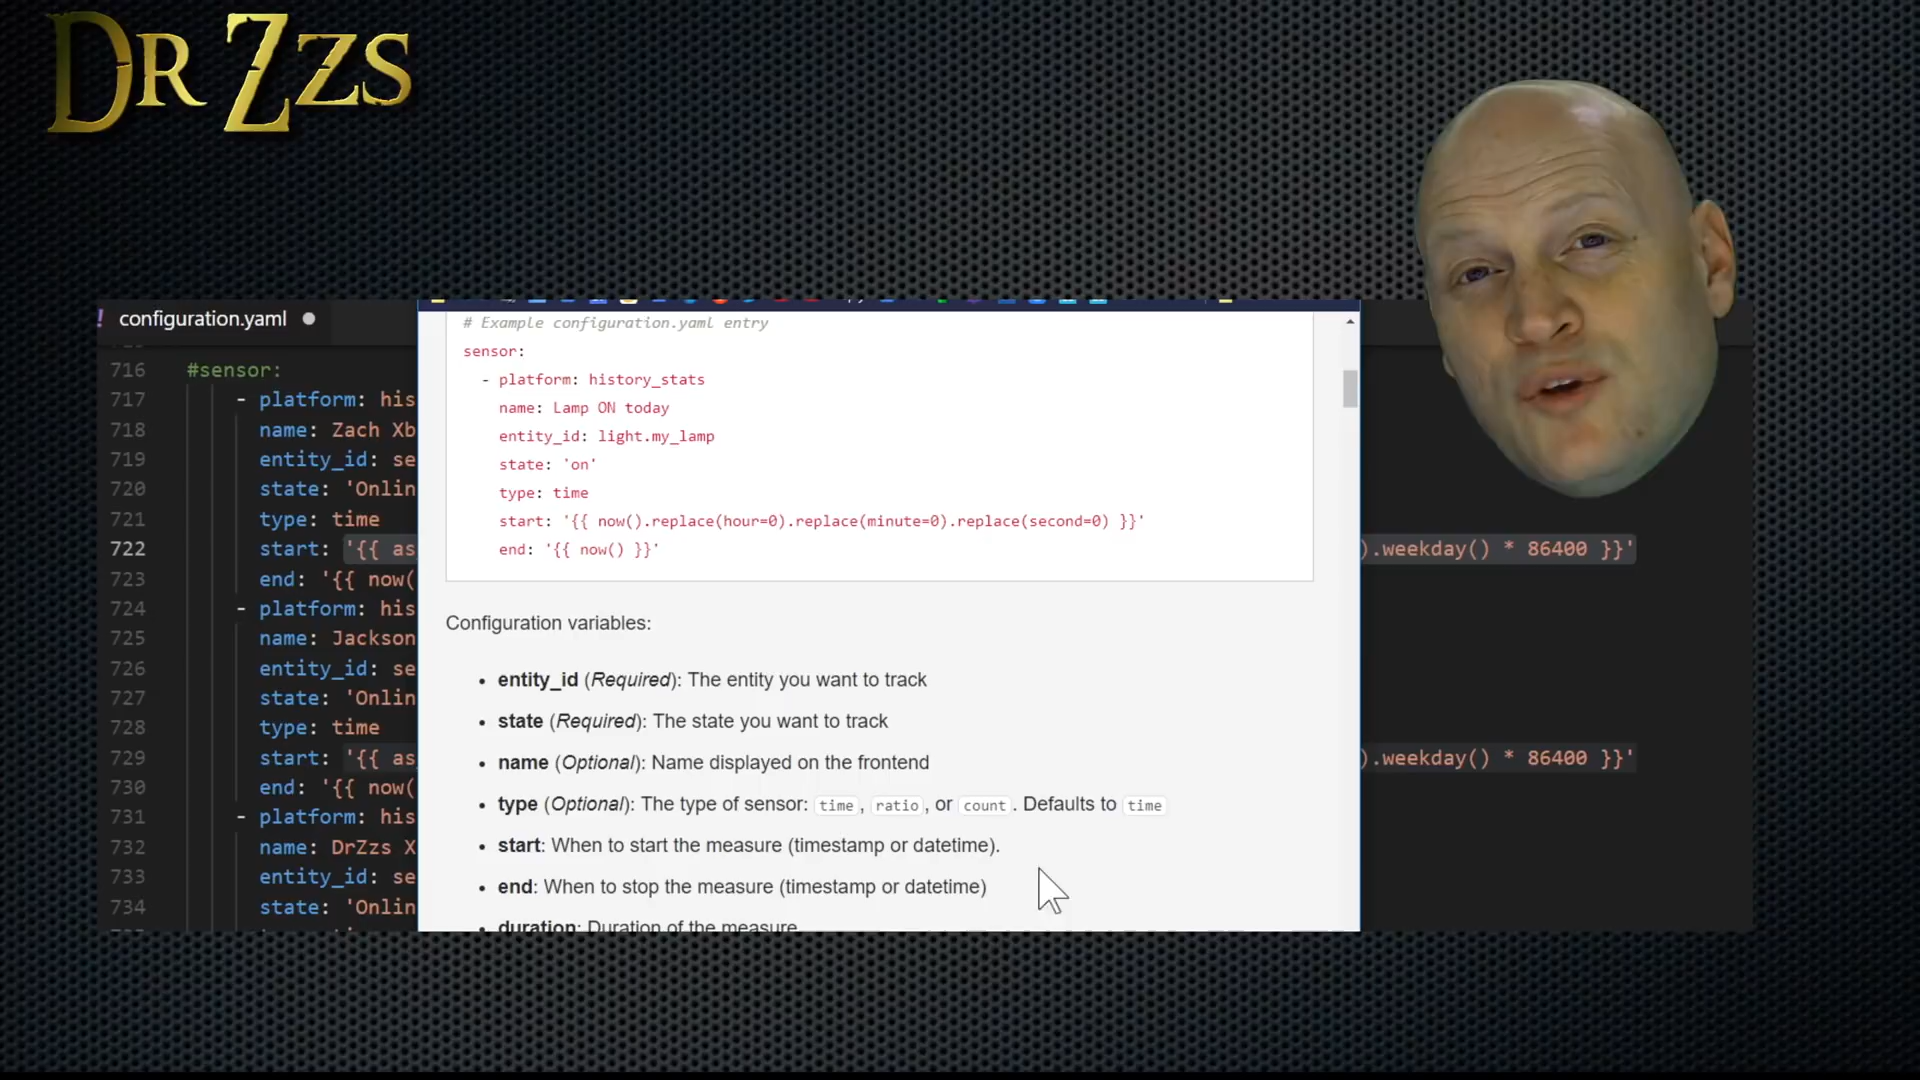 DR ZZS
! configuration.yaml
716 #sensor:
717 - platform: his
718 name: Zach Xb
719 entity_id: se
720 state: 'Onlin
721 type: time
722 start: '{{ as
).weekday() * 86400 }}'
723 end: '{{ now(
724 - platform: his
725 name: Jackson
726 entity_id: se
727 state: 'Onlin
728 type: time
729 start: '{{ as
).weekday() * 86400 }}'
730 end: '{{ now(
731 - platform: his
732 name: DrZzs X
733 entity_id: se
734 state: 'Onlin
# Example configuration.yaml entry
sensor:
- platform: history_stats
name: Lamp ON today
entity_id: light.my_lamp
state: 'on'
type: time
start: '{{ now().replace(hour=0).replace(minute=0).replace(second=0) }}'
end: '{{ now() }}'
Configuration variables:
• entity_id (Required): The entity you want to track
• state (Required): The state you want to track
• name (Optional): Name displayed on the frontend
• type (Optional): The type of sensor: time, ratio, or count. Defaults to time
• start: When to start the measure (timestamp or datetime).
• end: When to stop the measure (timestamp or datetime)
• duration: Duration of the measure